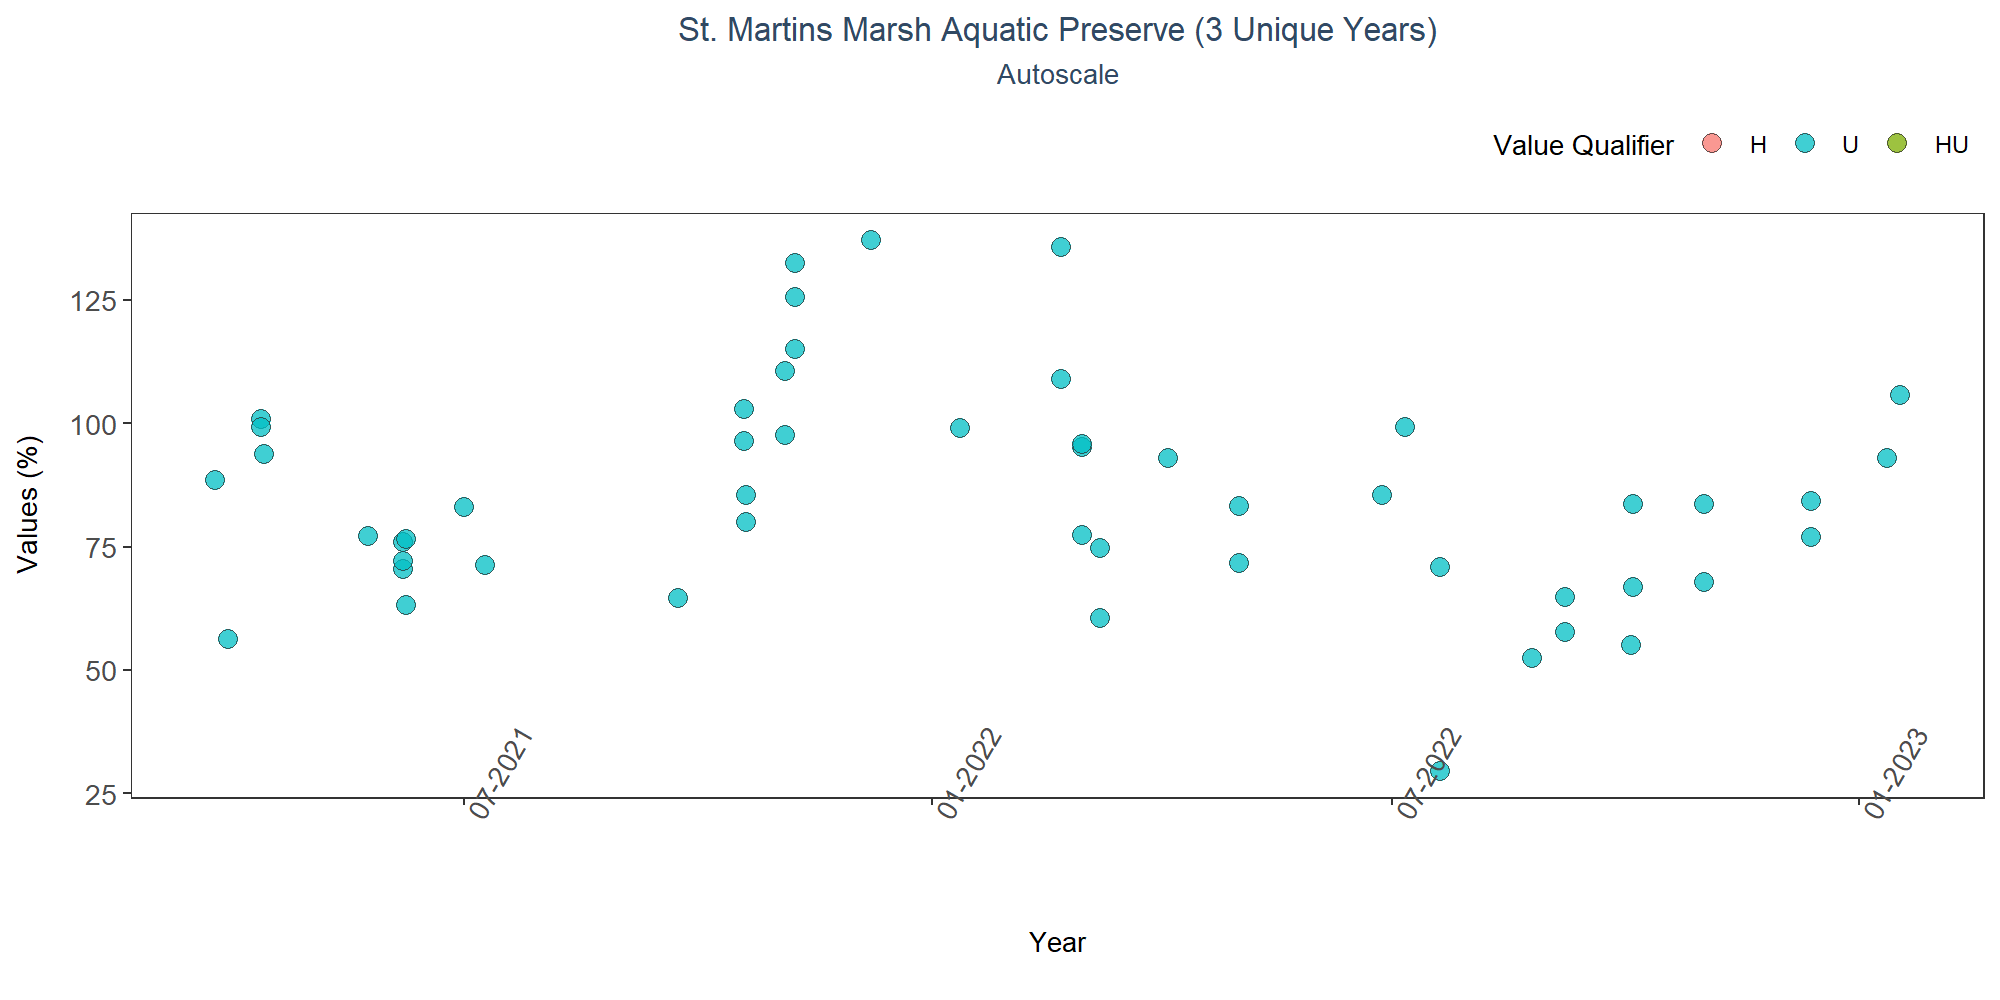 St. Martins Marsh Aquatic Preserve (3 Unique Years)
Autoscale
Value Qualifier H U HU
Values (%)
125
100
75
50
25
07-2021
01-2022
07-2022
01-2023
Year